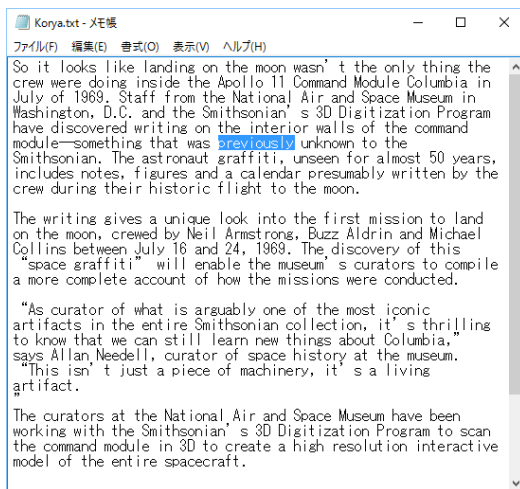 Korya.txt - メモ帳
ファイル(F) 編集(E) 書式(O) 表示(V) ヘルプ(H)
So it looks like landing on the moon wasn’t the only thing the
crew were doing inside the Apollo 11 Command Module Columbia in
July of 1969. Staff from the National Air and Space Museum in
Washington, D.C. and the Smithsonian’s 3D Digitization Program
have discovered writing on the interior walls of the command
module—something that was previously unknown to the
Smithsonian. The astronaut graffiti, unseen for almost 50 years,
includes notes, figures and a calendar presumably written by the
crew during their historic flight to the moon.
The writing gives a unique look into the first mission to land
on the moon, crewed by Neil Armstrong, Buzz Aldrin and Michael
Collins between July 16 and 24, 1969. The discovery of this
“space graffiti” will enable the museum’s curators to compile
a more complete account of how the missions were conducted.
“As curator of what is arguably one of the most iconic
artifacts in the entire Smithsonian collection, it’s thrilling
to know that we can still learn new things about Columbia,”
says Allan Needell, curator of space history at the museum.
“This isn’t just a piece of machinery, it’s a living
artifact.
”
The curators at the National Air and Space Museum have been
working with the Smithsonian’s 3D Digitization Program to scan
the command module in 3D to create a high resolution interactive
model of the entire spacecraft.